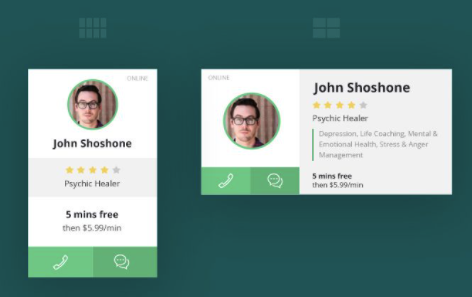 ONLINE
John Shoshone
Psychic Healer
5 mins free
then $5.99/min
ONLINE
John Shoshone
Psychic Healer
Depression, Life Coaching, Mental &
Emotional Health, Stress & Anger
Management
5 mins free
then $5.99/min